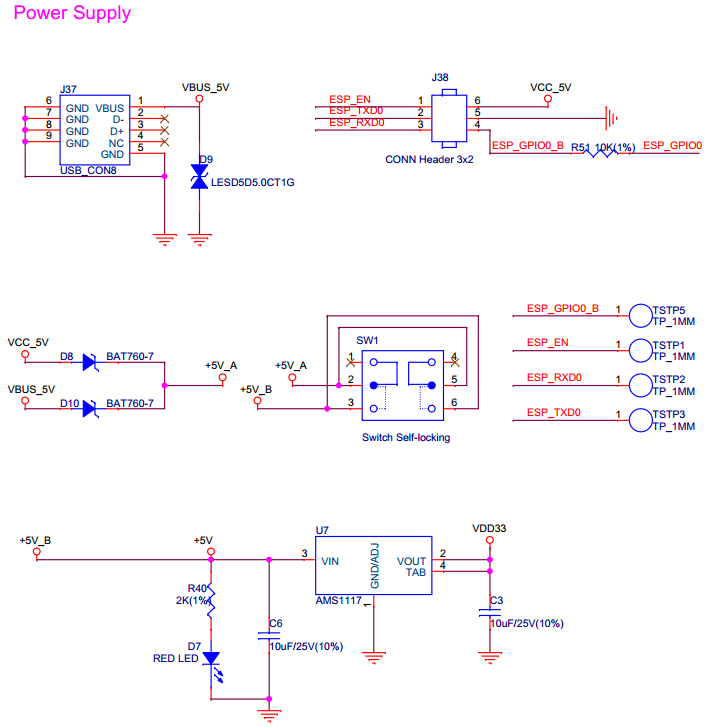 Power Supply
J37
6 GND VBUS 1
7 GND D- 2
8 GND D+ 3
9 GND NC 4
GND 5
USB_CON8
VBUS_5V
D9
LESD5D5.0CT1G
J38
ESP_EN 1
ESP_TXD0 2
ESP_RXD0 3
6 VCC_5V
5
4
ESP_GPIO0_B R51 10K(1%) ESP_GPIO0
CONN Header 3x2
VCC_5V
D8 BAT760-7
VBUS_5V
D10 BAT760-7
+5V_A
+5V_A
+5V_B
SW1
1 4
2 5
3 6
Switch Self-locking
ESP_GPIO0_B 1 TSTP5
TP_1MM
ESP_EN 1 TSTP1
TP_1MM
ESP_RXD0 1 TSTP2
TP_1MM
ESP_TXD0 1 TSTP3
TP_1MM
+5V_B
+5V
R40
2K(1%)
D7
RED LED
C6
10uF/25V(10%)
U7
3 VIN
GND/ADJ
VOUT 2
TAB 4
AMS1117
1
VDD33
C3
10uF/25V(10%)